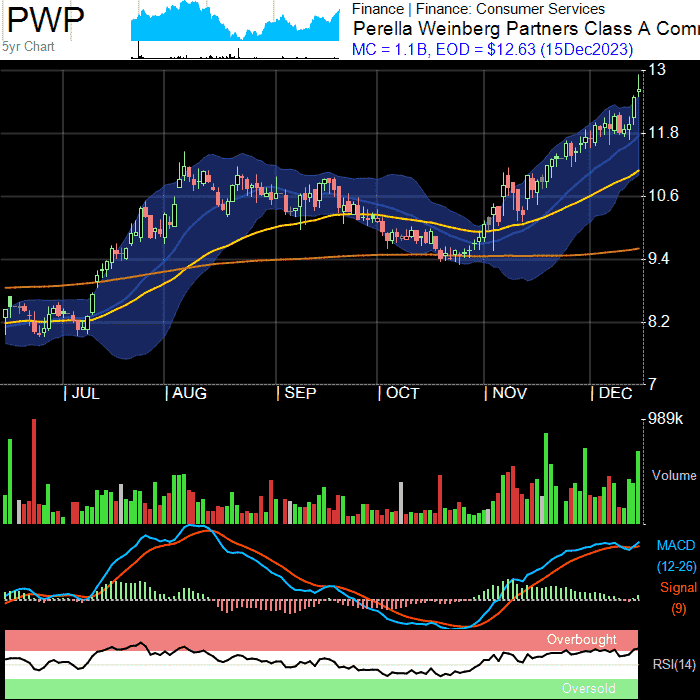 PWP
5yr Chart
Finance | Finance: Consumer Services
Perella Weinberg Partners Class A Com
MC = 1.1B, EOD = $12.63 (15Dec2023)
13
11.8
10.6
9.4
8.2
7
| JUL | AUG | SEP | OCT | NOV | DEC
989k
Volume
MACD
(12-26)
Signal
(9)
Overbought
RSI(14)
Oversold